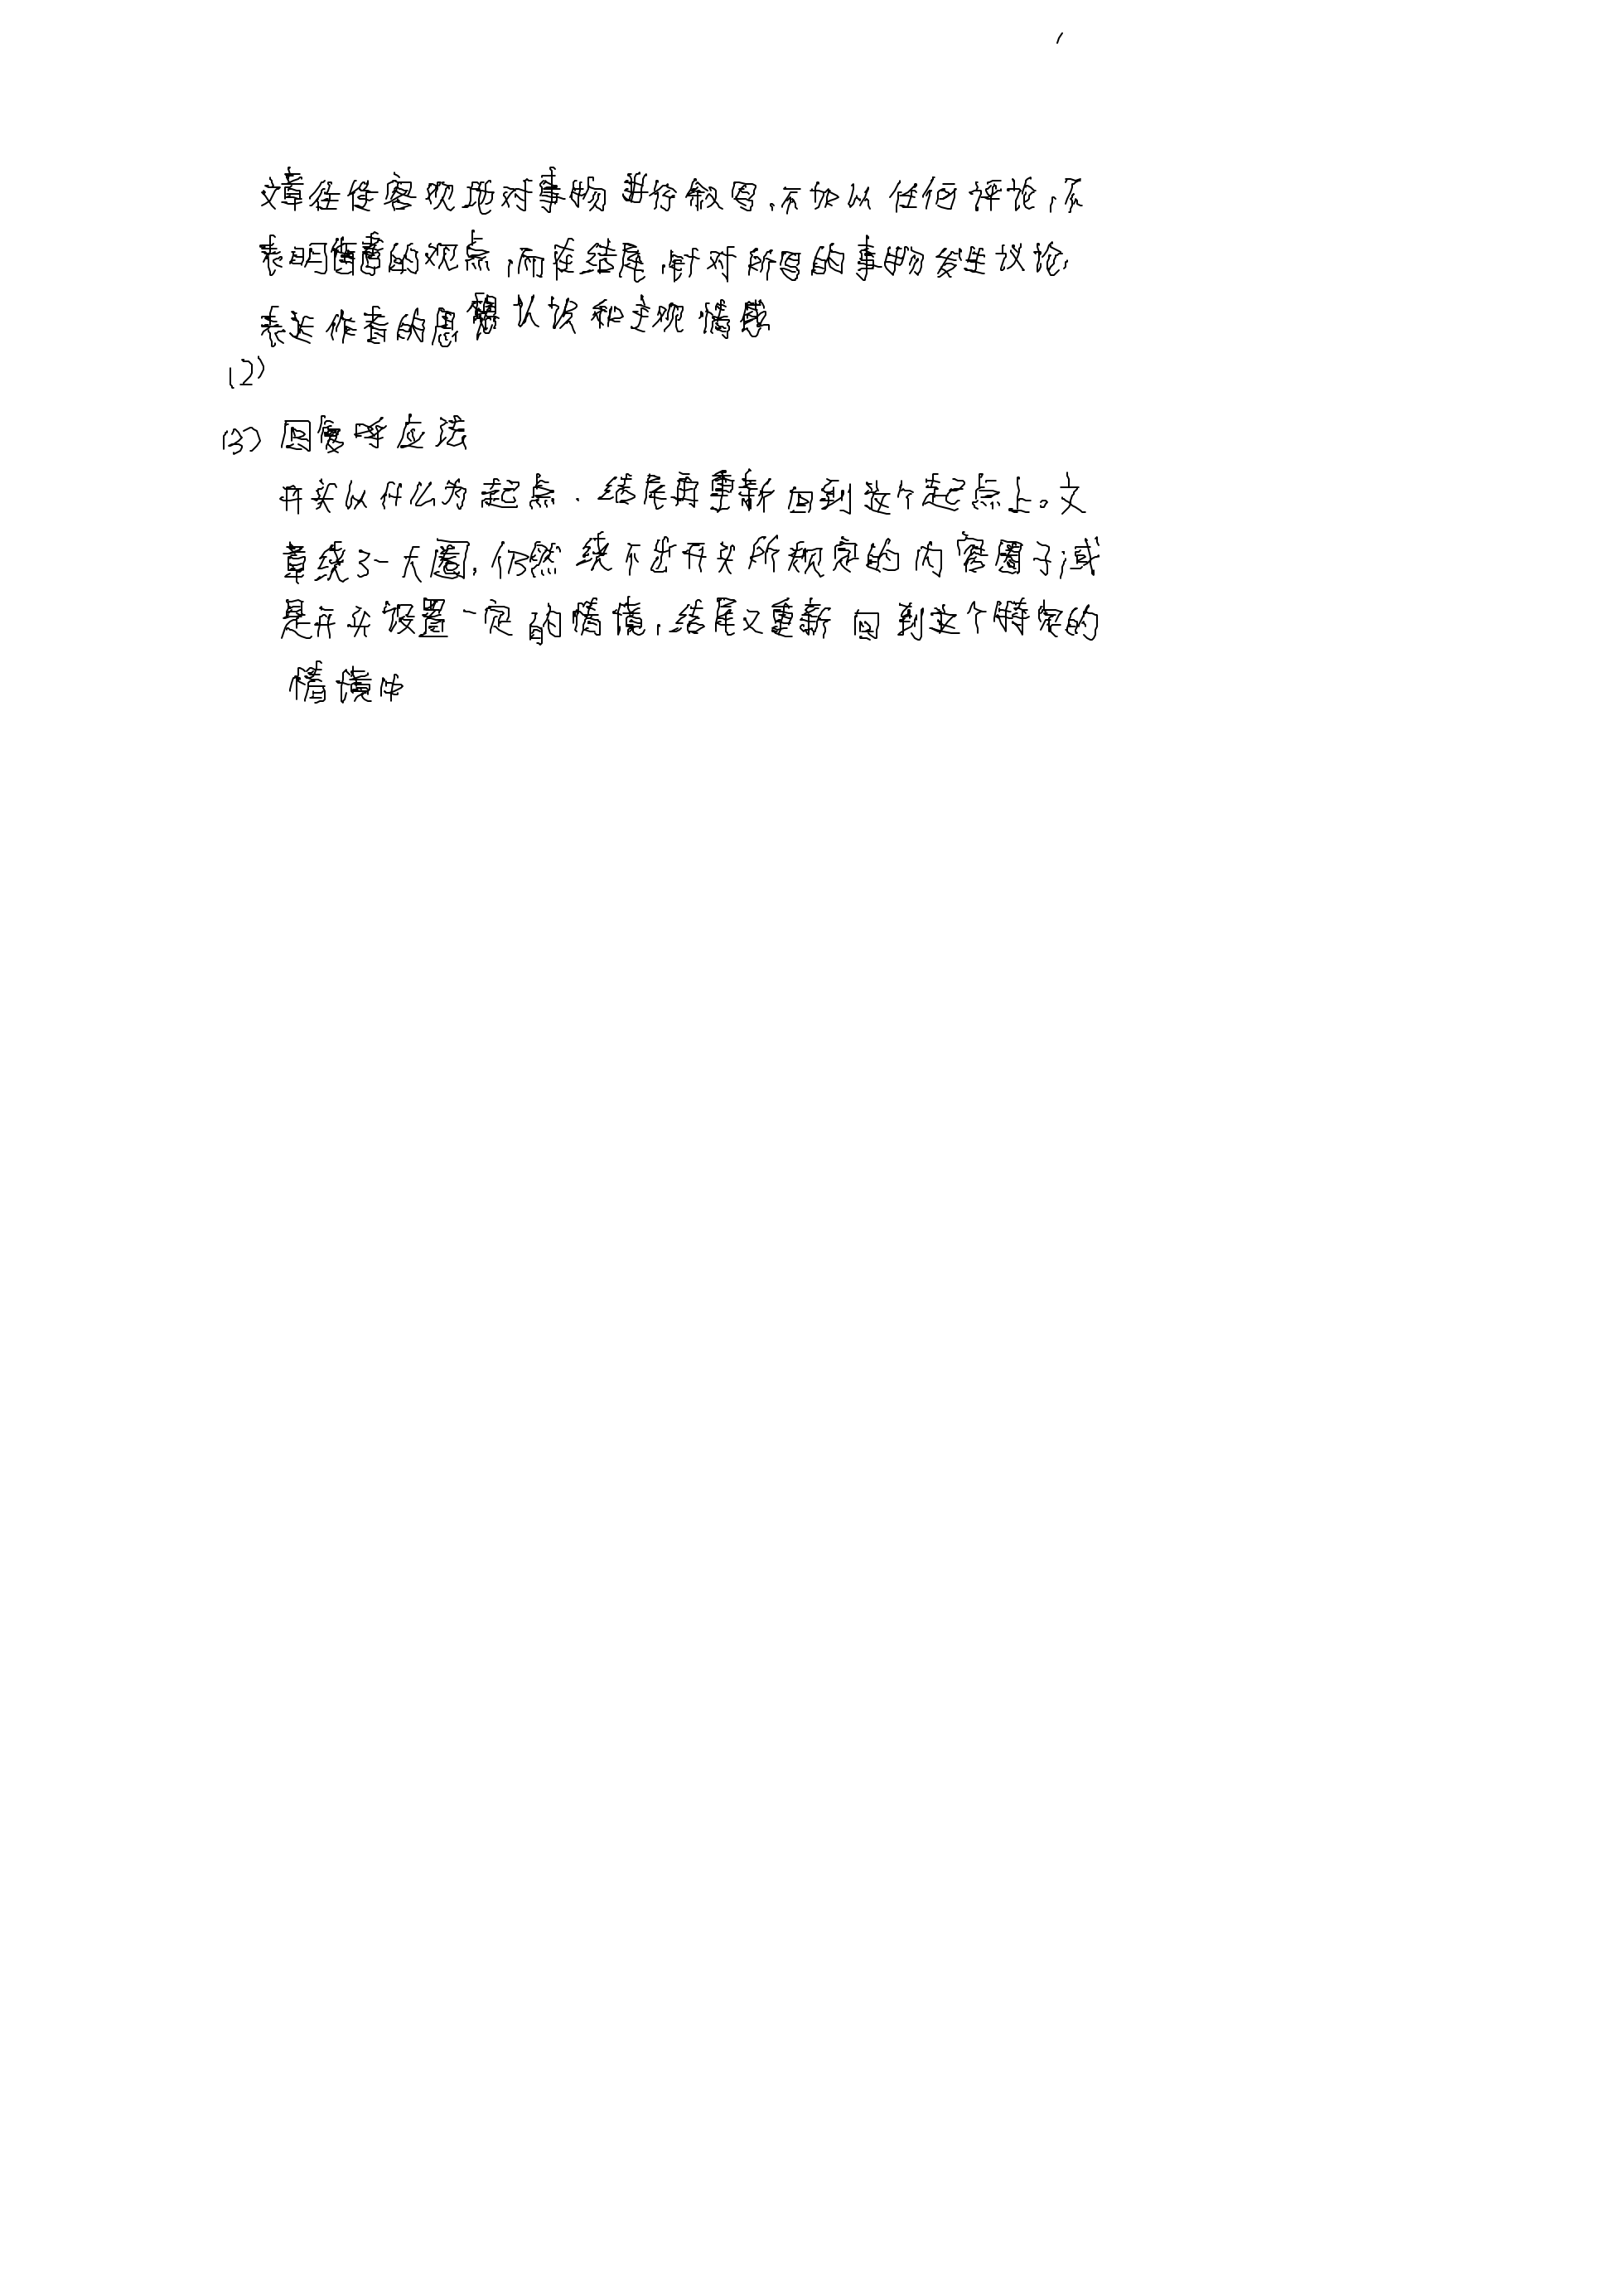 文章往往客观地对事物进行叙写,不加以任何评论,不
表明作者的观点,而在结尾,针对所写的事物发生议论,
表达作者的思想认识和主观情感
(2)
(3) 回复呼应法
开头以什么为起点,结尾再重新回到这个起点上。文
章绕了一大圈,仍然绕不出开头所规定的内容圈子;或
是开头设置一定的情境,结尾又重新回到这个特定的
情境中